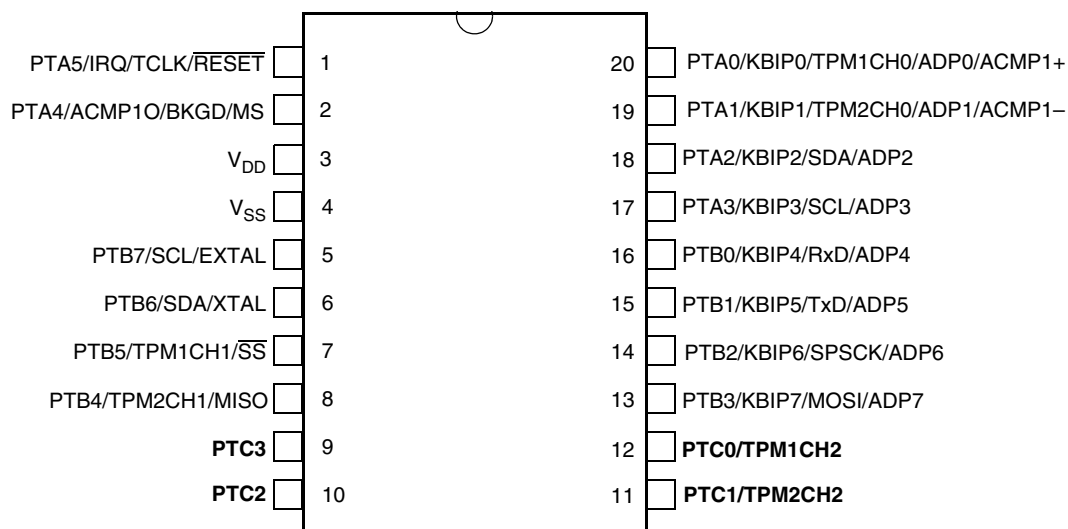 PTA5/IRQ/TCLK/RESET 1 20 PTA0/KBIP0/TPM1CH0/ADP0/ACMP1+
PTA4/ACMP1O/BKGD/MS 2 19 PTA1/KBIP1/TPM2CH0/ADP1/ACMP1–
VDD 3 18 PTA2/KBIP2/SDA/ADP2
VSS 4 17 PTA3/KBIP3/SCL/ADP3
PTB7/SCL/EXTAL 5 16 PTB0/KBIP4/RxD/ADP4
PTB6/SDA/XTAL 6 15 PTB1/KBIP5/TxD/ADP5
PTB5/TPM1CH1/SS 7 14 PTB2/KBIP6/SPSCK/ADP6
PTB4/TPM2CH1/MISO 8 13 PTB3/KBIP7/MOSI/ADP7
PTC3 9 12 PTC0/TPM1CH2
PTC2 10 11 PTC1/TPM2CH2